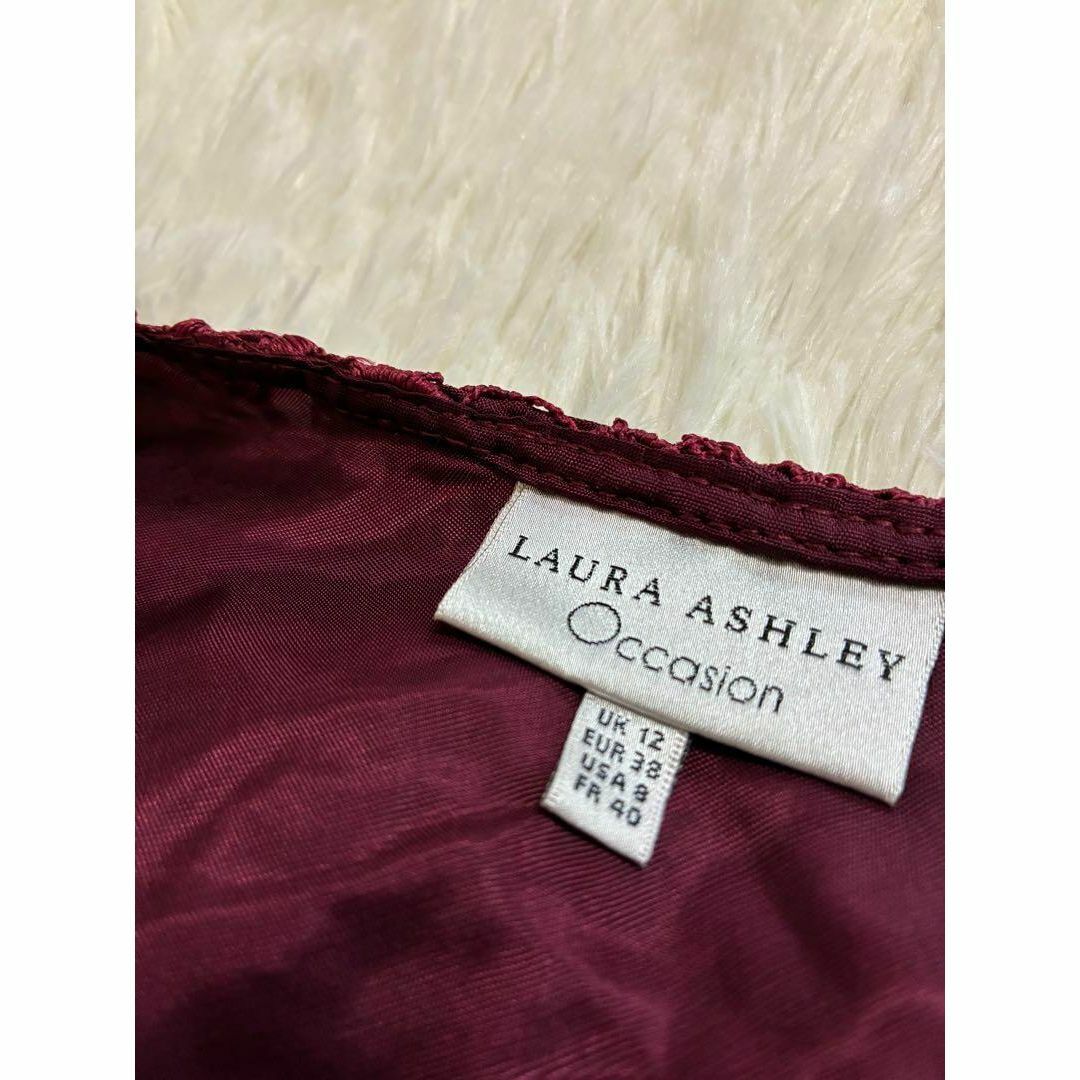 LAURA ASHLEY
Occasion
UK 12
EUR 38
USA 8
FR 40